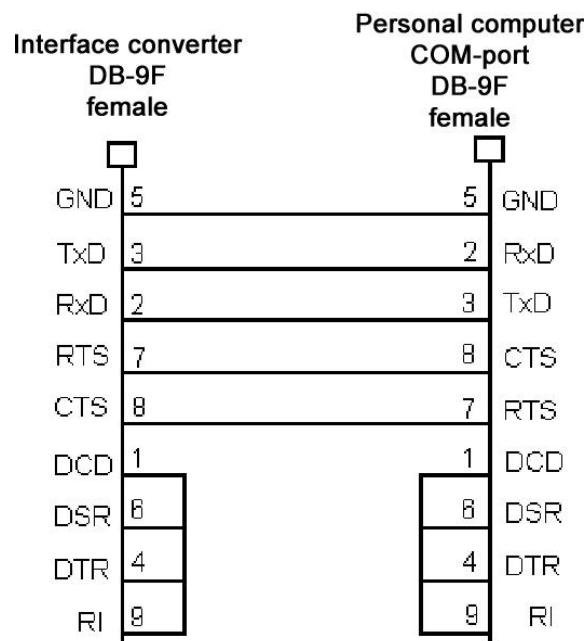 Interface converter
DB-9F
female
Personal computer
COM-port
DB-9F
female
GND 5 5 GND
TxD 3 2 RxD
RxD 2 3 TxD
RTS 7 8 CTS
CTS 8 7 RTS
DCD 1 1 DCD
DSR 6 6 DSR
DTR 4 4 DTR
RI 9 9 RI